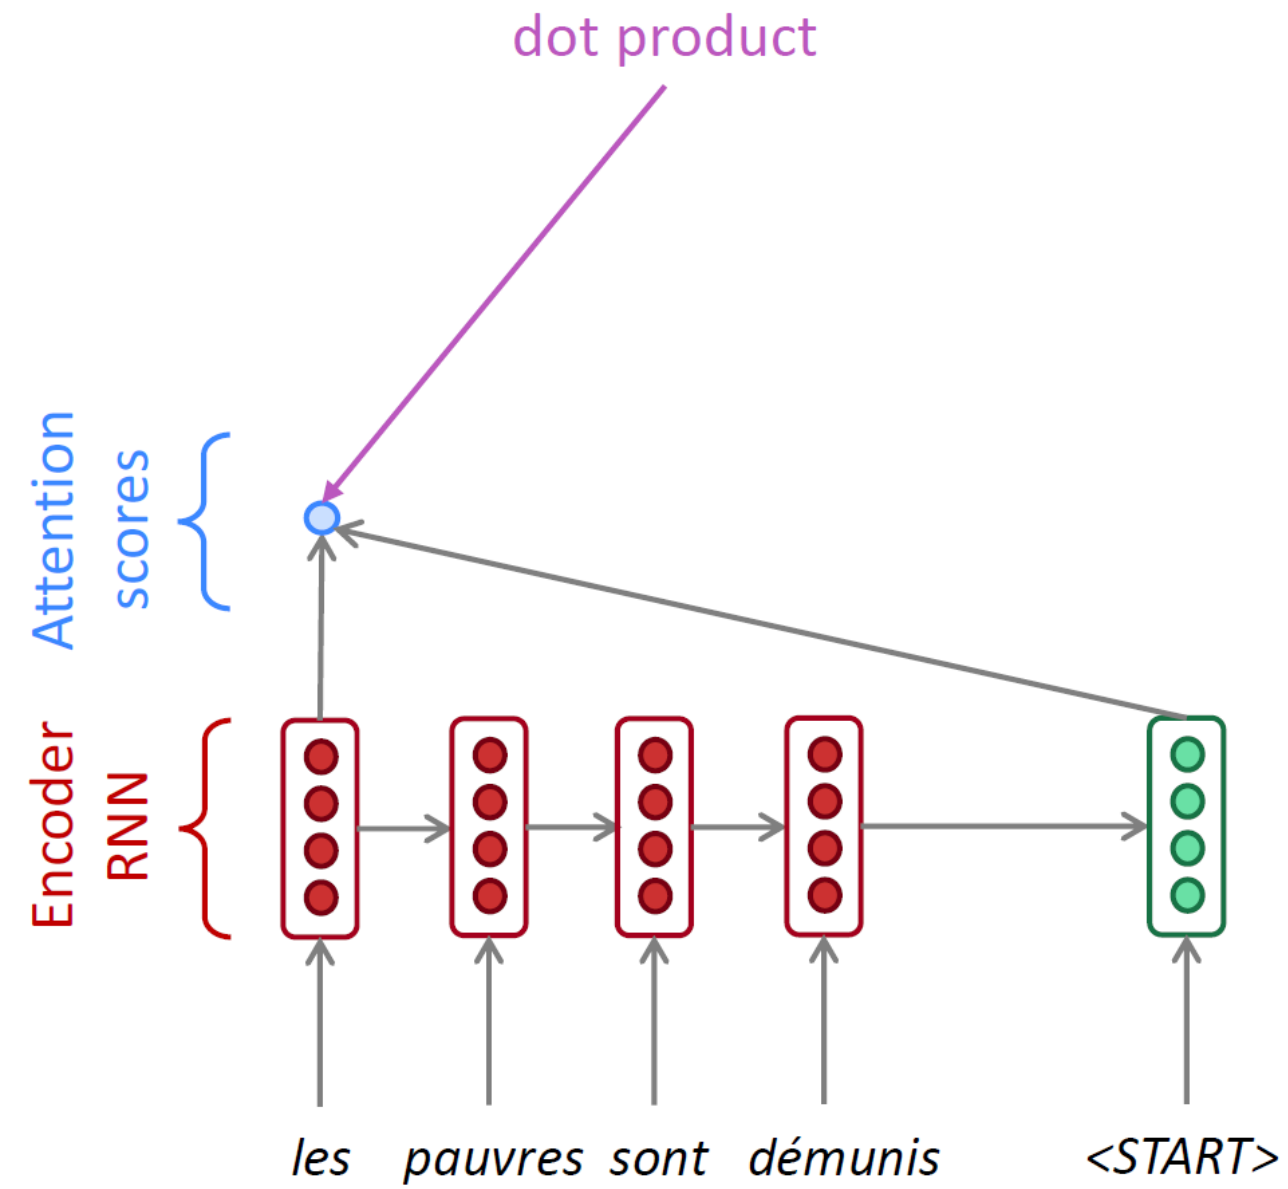 dot product
Attention
scores
Encoder
RNN
les pauvres sont démunis <START>